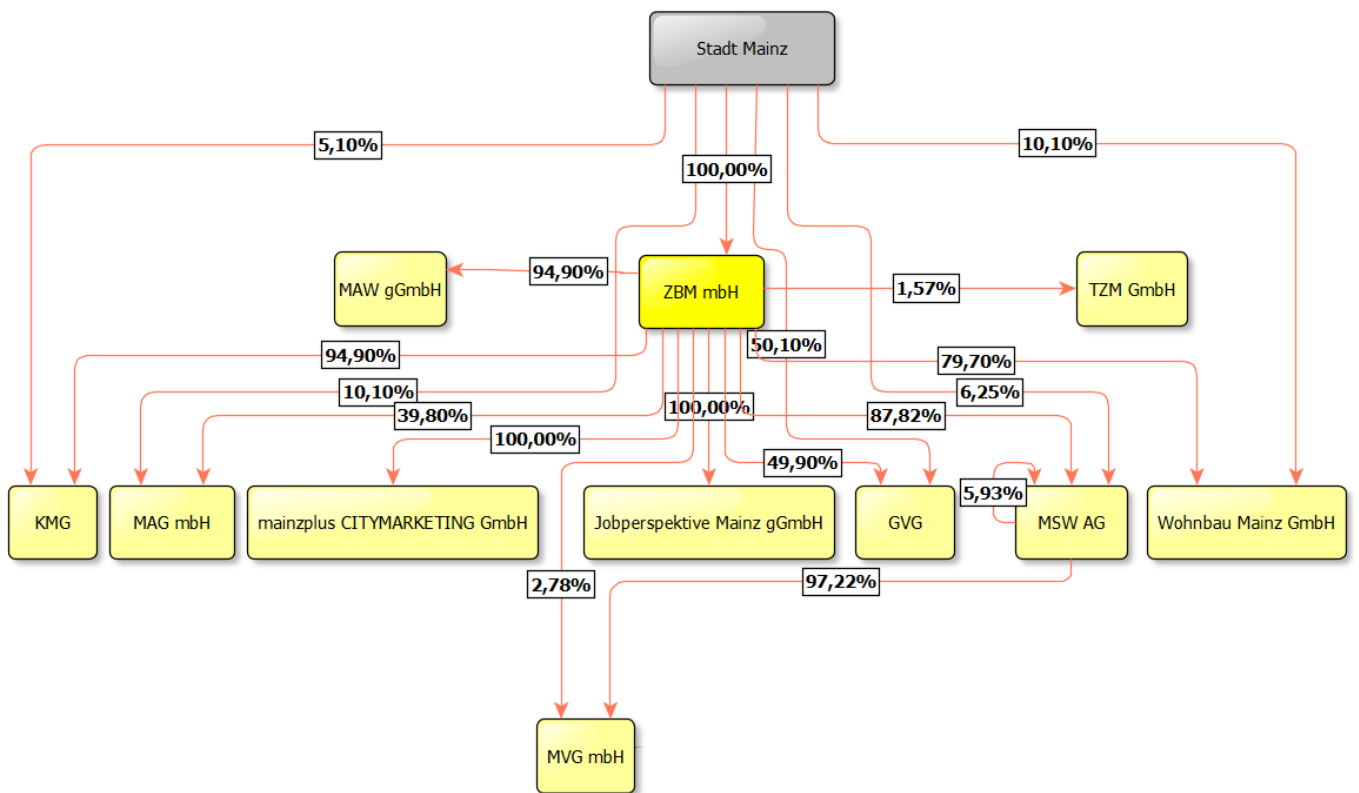 Stadt Mainz
5,10%
10,10%
100,00%
MAW gGmbH
94,90%
ZBM mbH
1,57%
TZM GmbH
94,90%
50,10%
79,70%
10,10%
39,80%
100,00%
87,82%
6,25%
100,00%
49,90%
5,93%
KMG
MAG mbH
mainzplus CITYMARKETING GmbH
Jobperspektive Mainz gGmbH
GVG
MSW AG
Wohnbau Mainz GmbH
2,78%
97,22%
MVG mbH